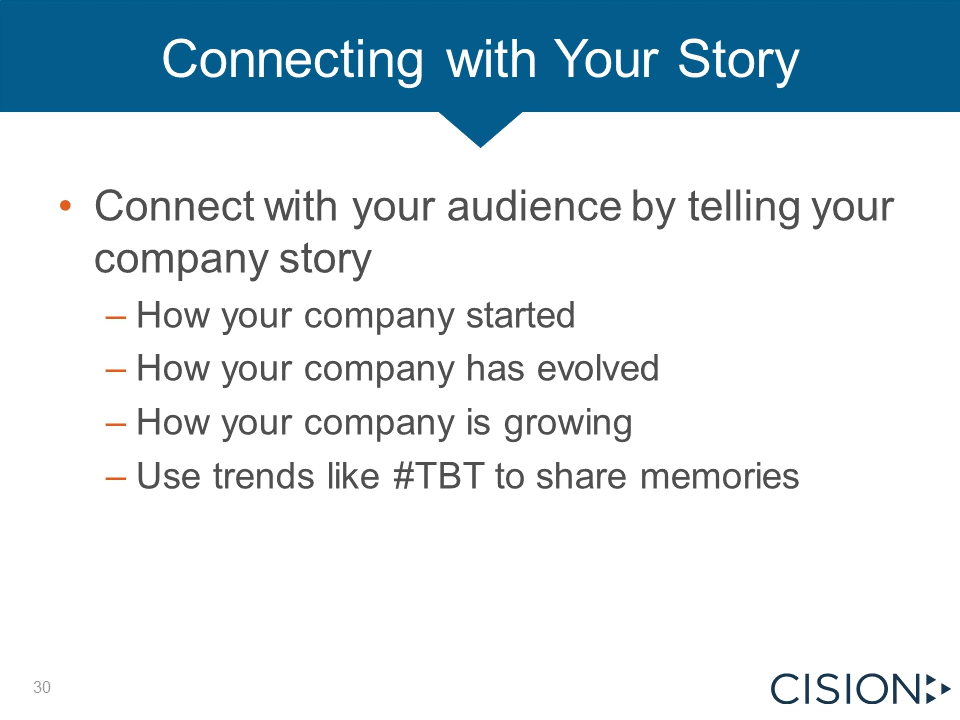 Connecting with Your Story
• Connect with your audience by telling your
company story
– How your company started
– How your company has evolved
– How your company is growing
– Use trends like #TBT to share memories
30
CISION